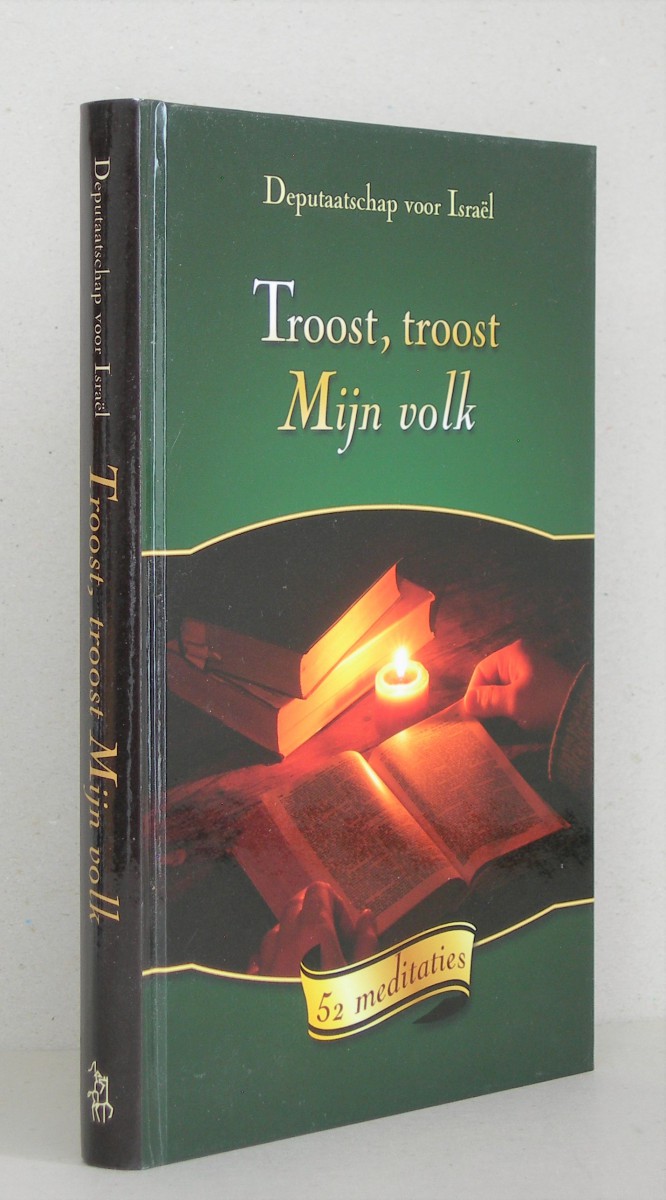 Deputaatschap voor Israël
Troost, troost Mijn volk
Deputaatschap voor Israël
Troost, troost
Mijn volk
52 meditaties